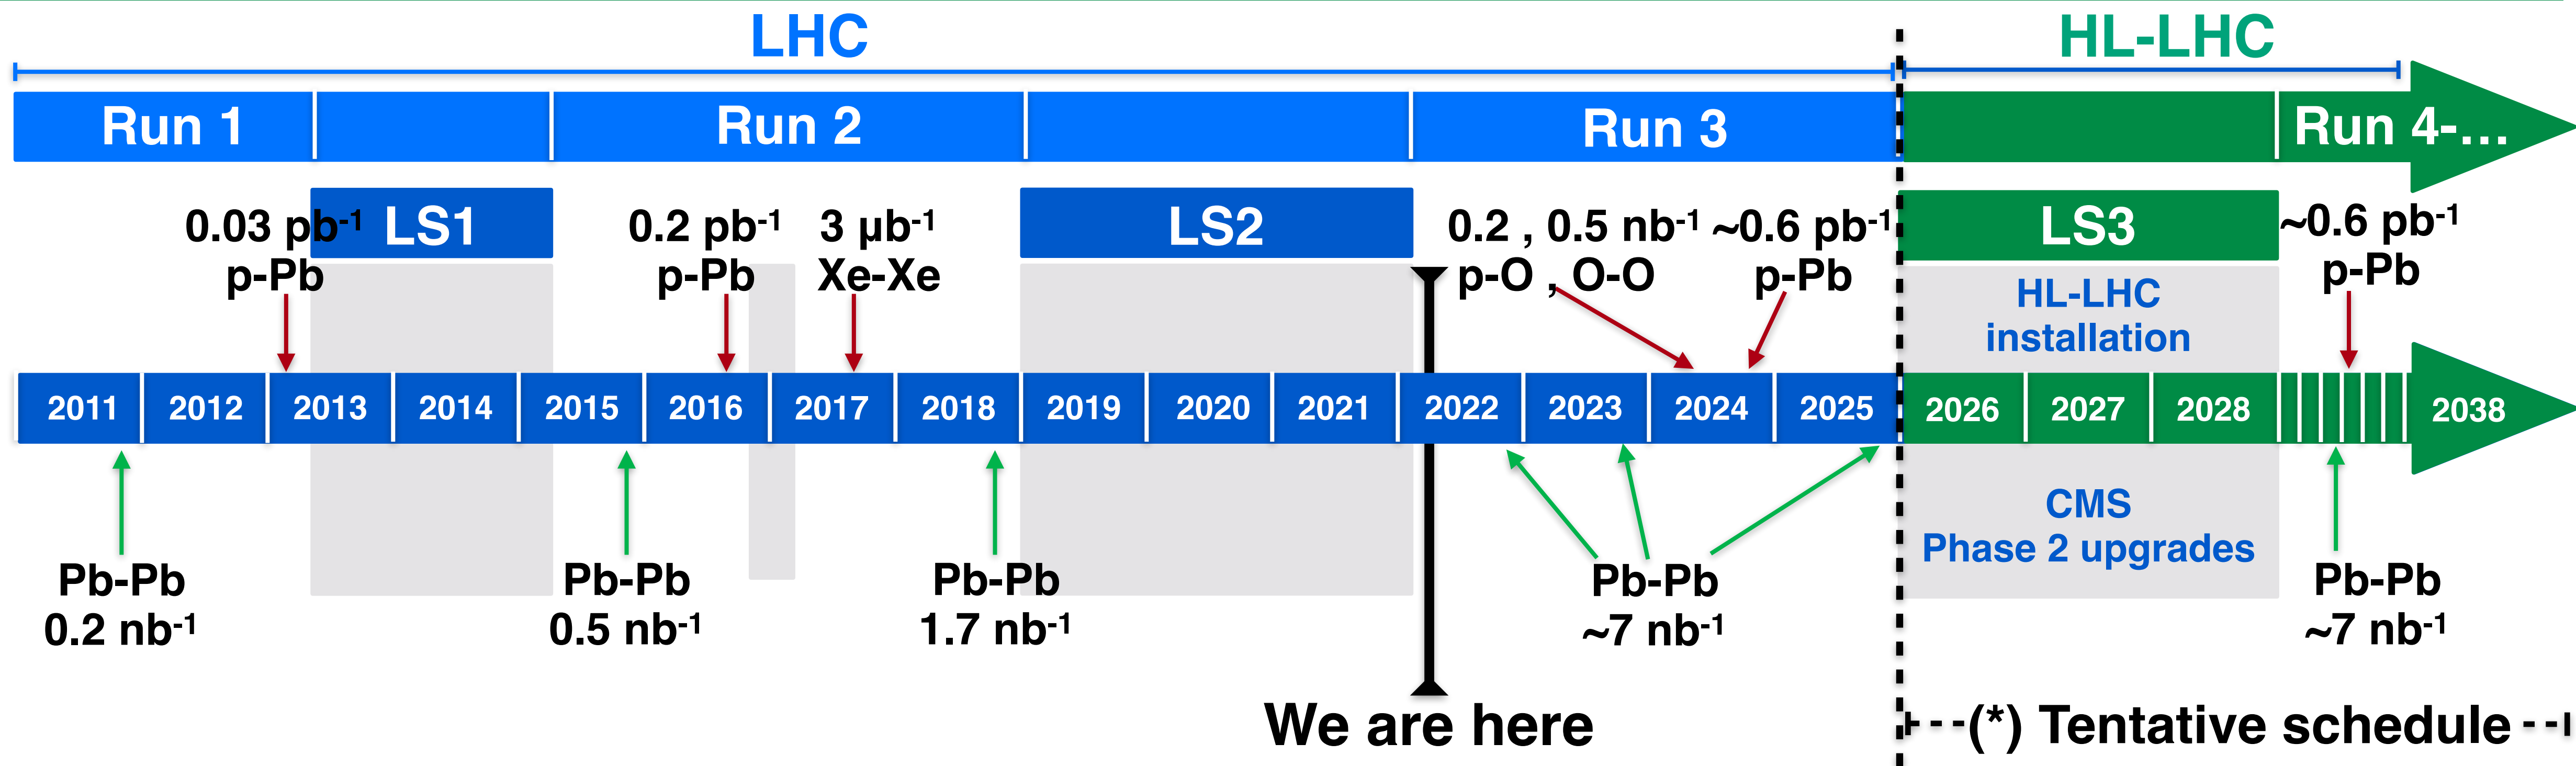 LHC
HL-LHC
Run 1
Run 2
Run 3
Run 4-...
0.03 pb⁻¹
p-Pb
LS1
0.2 pb⁻¹
p-Pb
3 µb⁻¹
Xe-Xe
LS2
0.2 , 0.5 nb⁻¹
p-O , O-O
~0.6 pb⁻¹
p-Pb
LS3
HL-LHC
installation
~0.6 pb⁻¹
p-Pb
2011 2012 2013 2014 2015 2016 2017 2018 2019 2020 2021 2022 2023 2024 2025 2026 2027 2028 2038
Pb-Pb
0.2 nb⁻¹
Pb-Pb
0.5 nb⁻¹
Pb-Pb
1.7 nb⁻¹
Pb-Pb
~7 nb⁻¹
CMS
Phase 2 upgrades
Pb-Pb
~7 nb⁻¹
We are here
(*) Tentative schedule